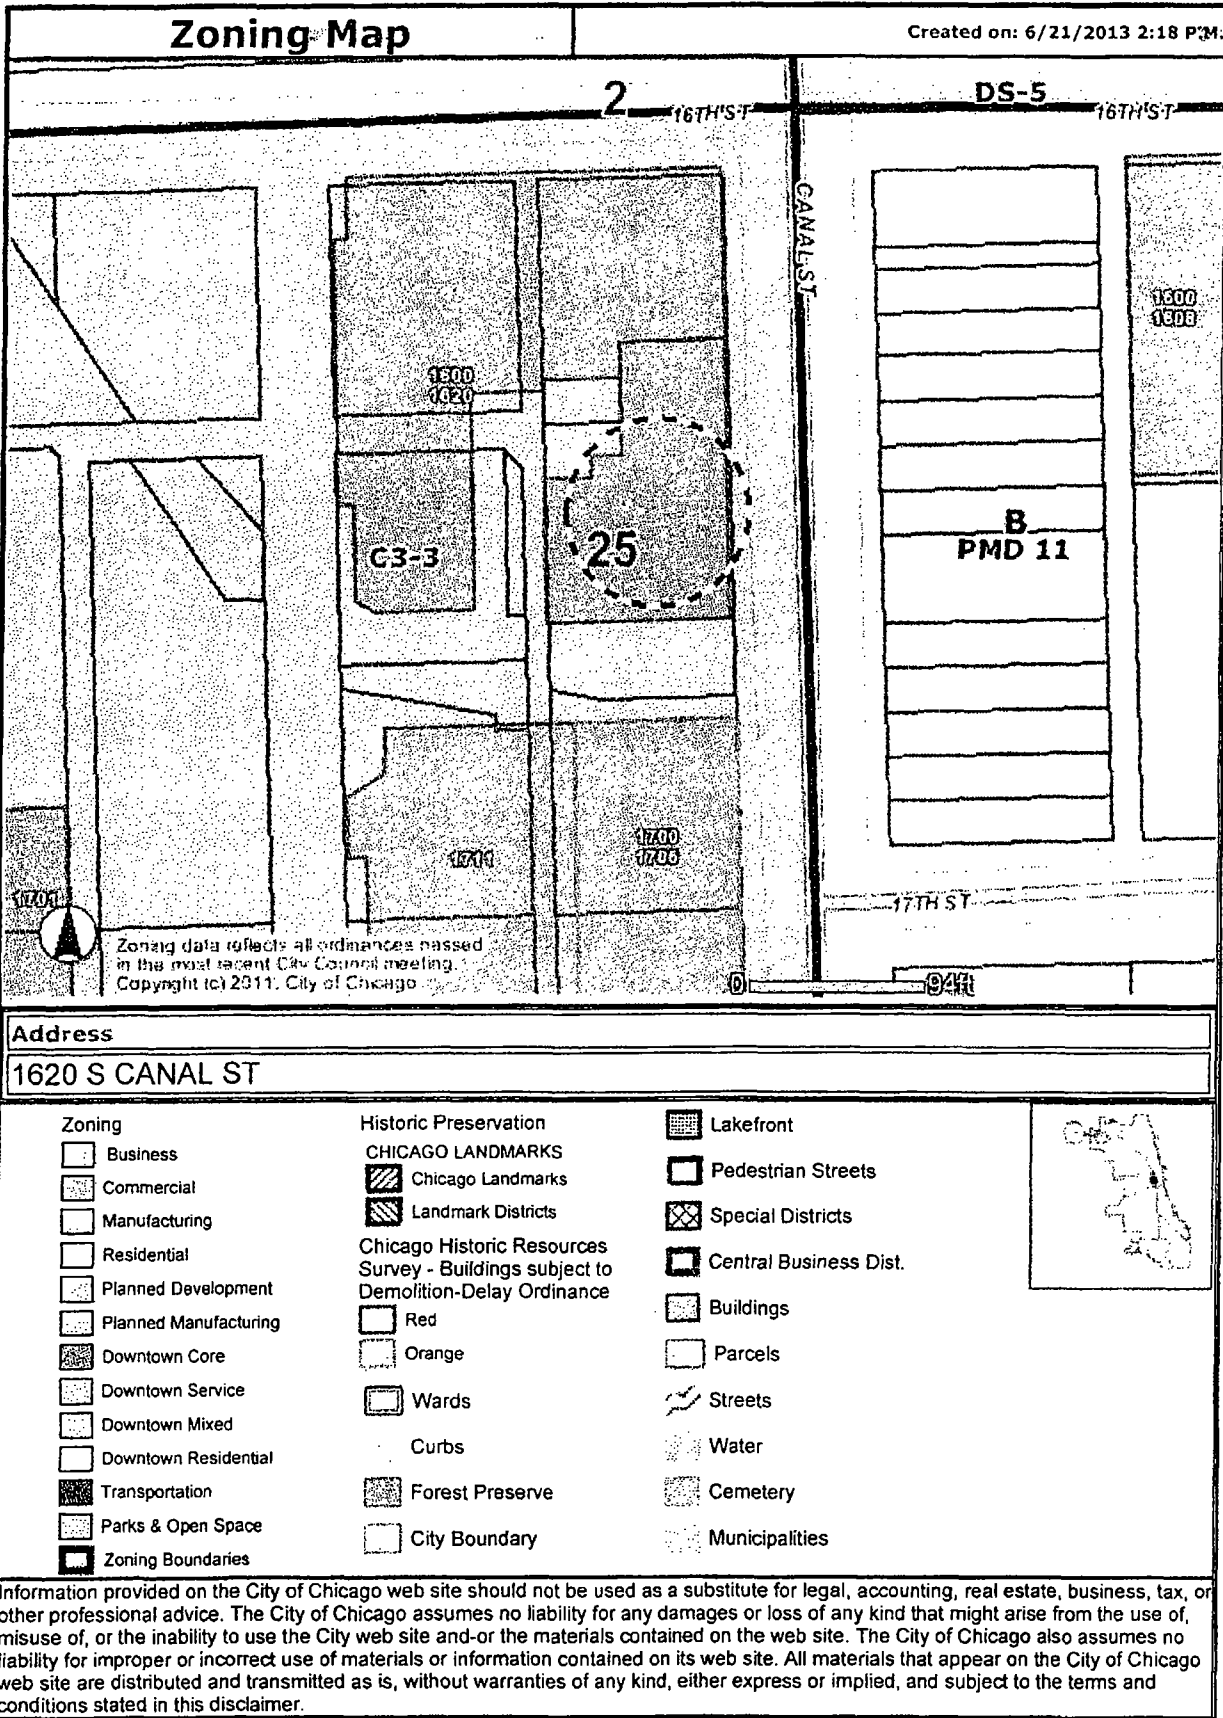 Zoning Map
Created on: 6/21/2013 2:18 PM
2
16TH ST
DS-5
16TH ST
CANAL ST
1600
1608
1600
1620
C3-3
25
B
PMD 11
1711
1700
1706
1701
17TH ST
Zoning data reflects all ordinances passed
in the most recent City Council meeting.
Copyright (c) 2011, City of Chicago
0 94ft
Address
1620 S CANAL ST
Zoning
Business
Commercial
Manufacturing
Residential
Planned Development
Planned Manufacturing
Downtown Core
Downtown Service
Downtown Mixed
Downtown Residential
Transportation
Parks & Open Space
Zoning Boundaries
Historic Preservation
CHICAGO LANDMARKS
Chicago Landmarks
Landmark Districts
Chicago Historic Resources
Survey - Buildings subject to
Demolition-Delay Ordinance
Red
Orange
Wards
Curbs
Forest Preserve
City Boundary
Lakefront
Pedestrian Streets
Special Districts
Central Business Dist.
Buildings
Parcels
Streets
Water
Cemetery
Municipalities
Information provided on the City of Chicago web site should not be used as a substitute for legal, accounting, real estate, business, tax, or
other professional advice. The City of Chicago assumes no liability for any damages or loss of any kind that might arise from the use of,
misuse of, or the inability to use the City web site and-or the materials contained on the web site. The City of Chicago also assumes no
liability for improper or incorrect use of materials or information contained on its web site. All materials that appear on the City of Chicago
web site are distributed and transmitted as is, without warranties of any kind, either express or implied, and subject to the terms and
conditions stated in this disclaimer.